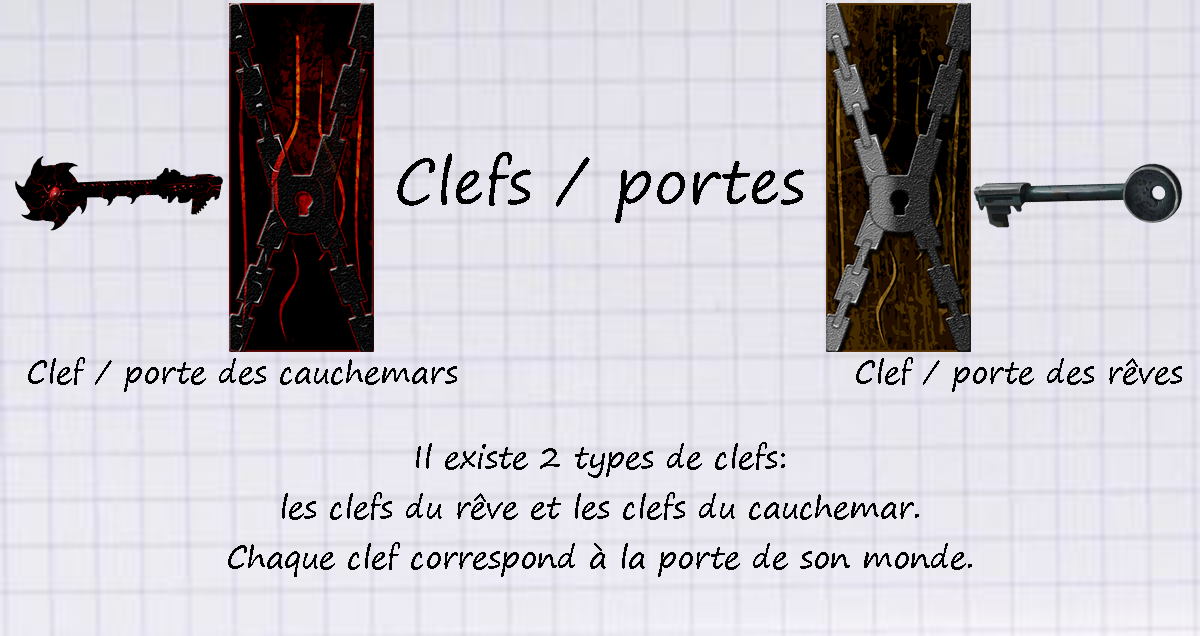 Clefs / portes
Clef / porte des cauchemars
Clef / porte des rêves
Il existe 2 types de clefs:
les clefs du rêve et les clefs du cauchemar.
Chaque clef correspond à la porte de son monde.